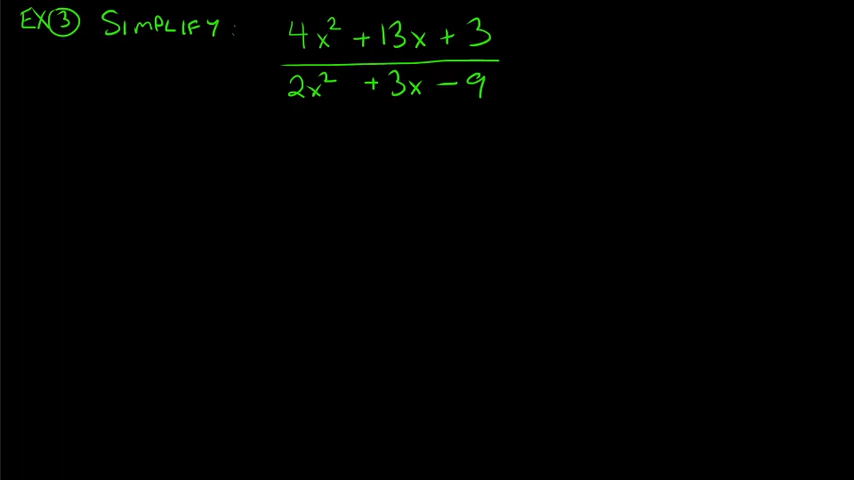 EX③ SIMPLIFY: 4x² + 13x + 3
2x² + 3x - 9